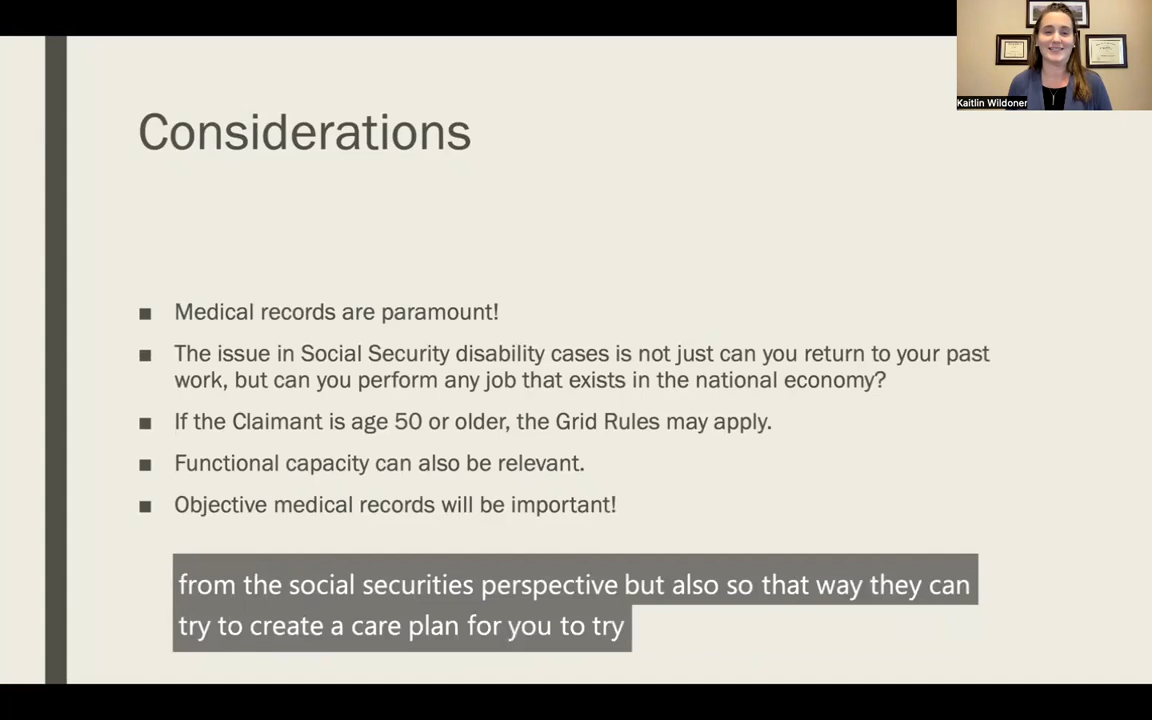 Kaitlin Wildoner
Considerations
■ Medical records are paramount!
■ The issue in Social Security disability cases is not just can you return to your past
work, but can you perform any job that exists in the national economy?
■ If the Claimant is age 50 or older, the Grid Rules may apply.
■ Functional capacity can also be relevant.
■ Objective medical records will be important!
from the social securities perspective but also so that way they can
try to create a care plan for you to try